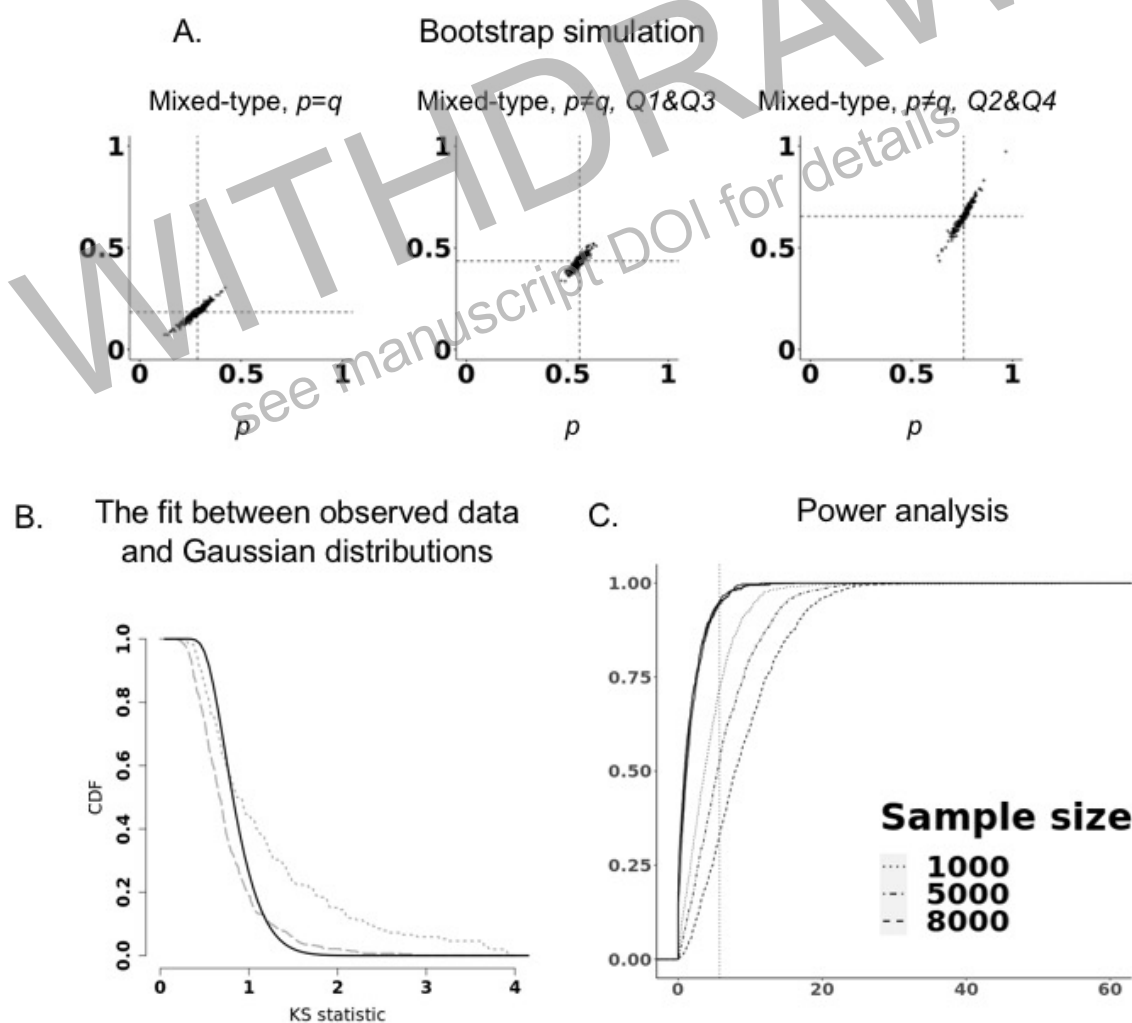 A.
Bootstrap simulation
WITHDRAW
see manuscript DOI for details
Mixed-type, p=q
Mixed-type, p≠q, Q1&Q3
Mixed-type, p≠q, Q2&Q4
1
0.5
0
0 0.5 1
p
1
0.5
0
0 0.5 1
p
1
0.5
0
0 0.5 1
p
B.
The fit between observed data
and Gaussian distributions
CDF
1.0
0.8
0.6
0.4
0.2
0.0
0 1 2 3 4
KS statistic
C.
Power analysis
1.00
0.75
0.50
0.25
0.00
0 20 40 60
Sample size
1000
5000
8000